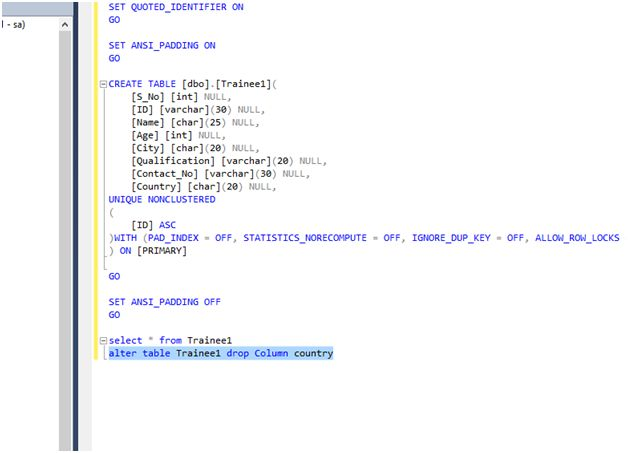 - sa)
SET QUOTED_IDENTIFIER ON
GO
SET ANSI_PADDING ON
GO
CREATE TABLE [dbo].[Trainee1](
[S_No] [int] NULL,
[ID] [varchar](30) NULL,
[Name] [char](25) NULL,
[Age] [int] NULL,
[City] [char](20) NULL,
[Qualification] [varchar](20) NULL,
[Contact_No] [varchar](30) NULL,
[Country] [char](20) NULL,
UNIQUE NONCLUSTERED
(
[ID] ASC
)WITH (PAD_INDEX = OFF, STATISTICS_NORECOMPUTE = OFF, IGNORE_DUP_KEY = OFF, ALLOW_ROW_LOCKS
) ON [PRIMARY]
GO
SET ANSI_PADDING OFF
GO
select * from Trainee1
alter table Trainee1 drop Column country